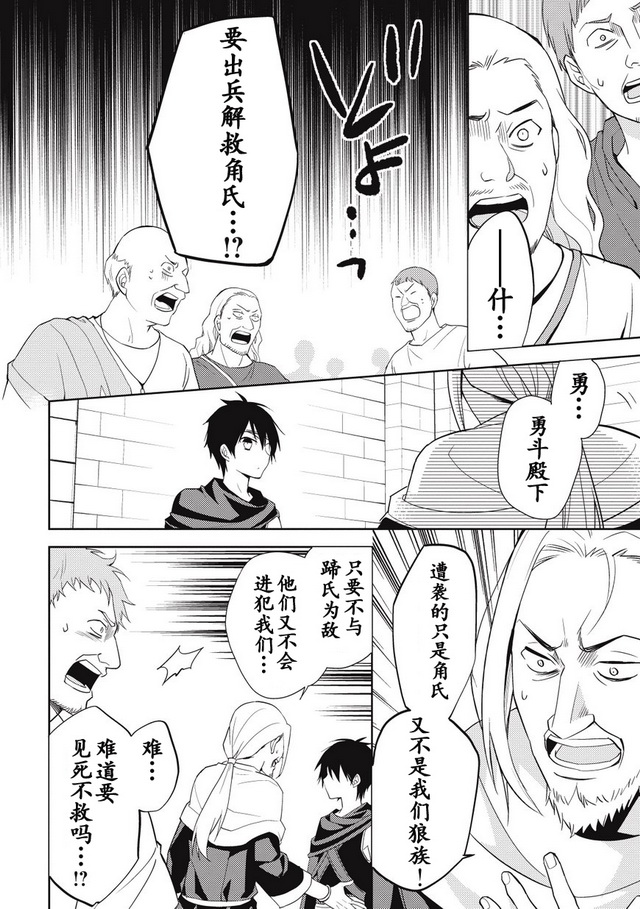 ——什…
要出兵解救角氏…!?
どよ…っ
勇…
勇斗殿下
遭袭的只是角氏
又不是我们狼族！
只要不与
蹄氏为敌
他们又不会
进犯我们…
难…
难道要
见死不救吗…!?